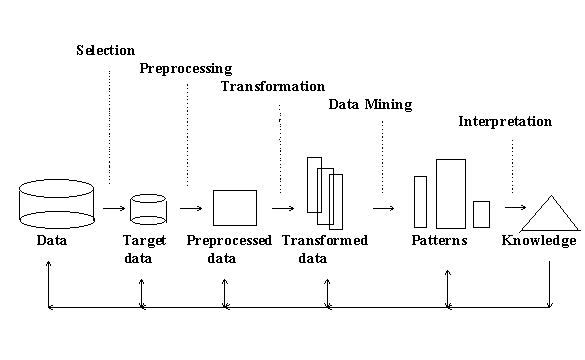 Selection
Preprocessing
Transformation
Data Mining
Interpretation
Data
Target
data
Preprocessed
data
Transformed
data
Patterns
Knowledge